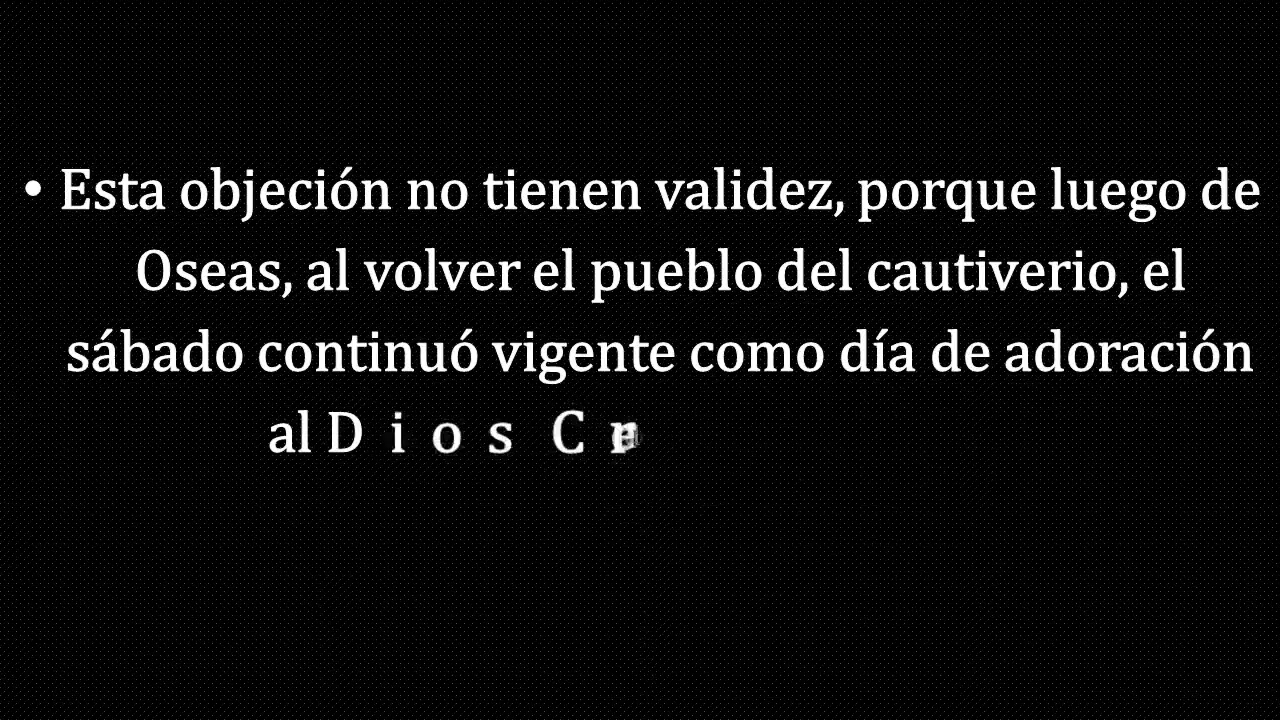 • Esta objeción no tienen validez, porque luego de
Oseas, al volver el pueblo del cautiverio, el
sábado continuó vigente como día de adoración
al D i o s